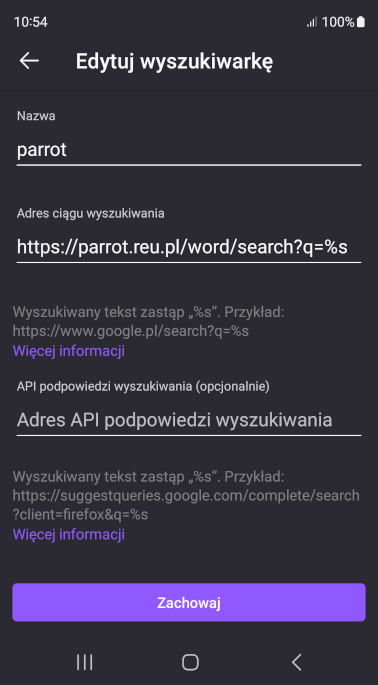 10:54
100%
Edytuj wyszukiwarkę
Nazwa
parrot
Adres ciągu wyszukiwania
https://parrot.reu.pl/word/search?q=%s
Wyszukiwany tekst zastąp „%s”. Przykład:
https://www.google.pl/search?q=%s
Więcej informacji
API podpowiedzi wyszukiwania (opcjonalnie)
Adres API podpowiedzi wyszukiwania
Wyszukiwany tekst zastąp „%s”. Przykład:
https://suggestqueries.google.com/complete/search
?client=firefox&q=%s
Więcej informacji
Zachowaj